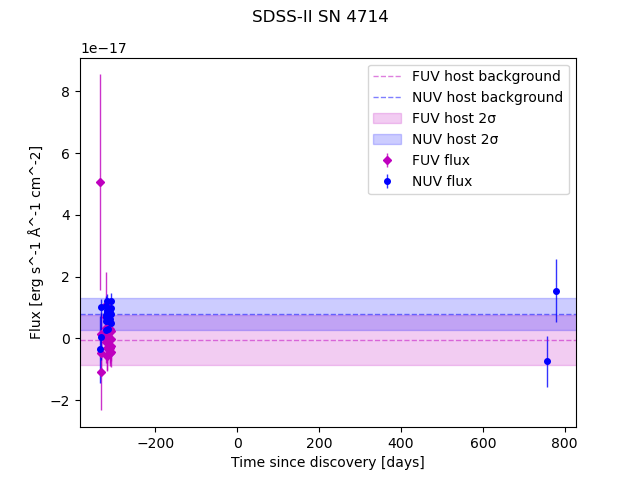 SDSS-II SN 4714
1e−17
FUV host background
NUV host background
FUV host 2σ
NUV host 2σ
FUV flux
NUV flux
8
6
4
2
0
−2
Flux [erg s^-1 Å^-1 cm^-2]
−200 0 200 400 600 800
Time since discovery [days]